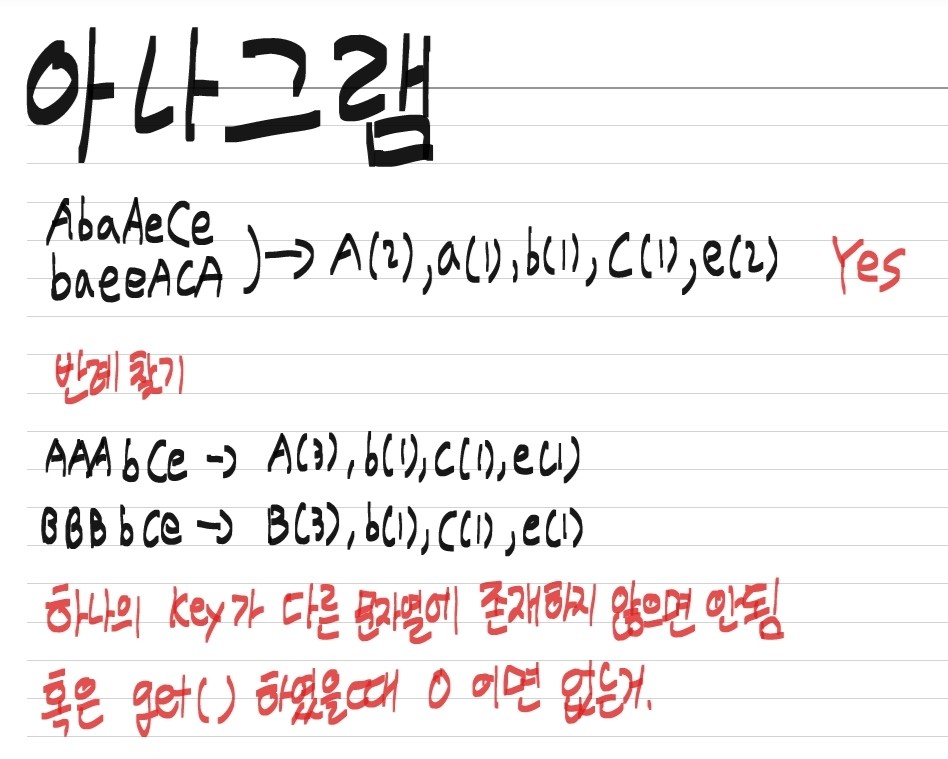 아나그램
AbaAeCe
baeeACA
)→ A(2), a(1), b(1), C(1), e(2) Yes
반례 찾기
AAAbCe → A(3), b(1), C(1), e(1)
BBBbCe → B(3), b(1), C(1), e(1)
하나의 Key가 다른 문자열에 존재하지 않으면 안됨
혹은 get() 하였을때 0 이면 없는거.